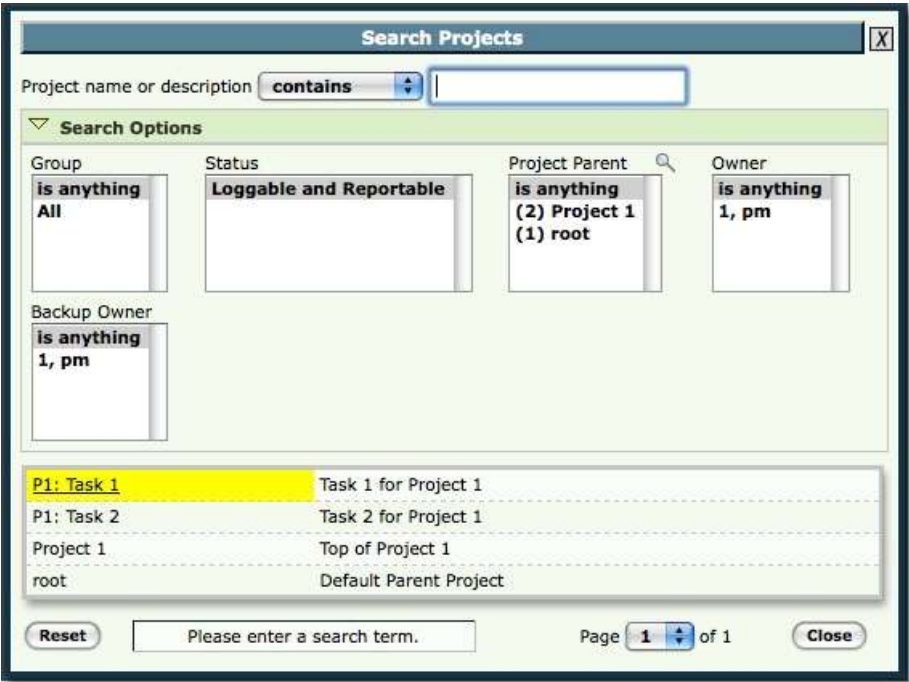 Search Projects
X
Project name or description contains
Search Options
Group Status Project Parent Owner
is anything Loggable and Reportable is anything is anything
All (2) Project 1 1, pm
(1) root
Backup Owner
is anything
1, pm
P1: Task 1 Task 1 for Project 1
P1: Task 2 Task 2 for Project 1
Project 1 Top of Project 1
root Default Parent Project
Reset Please enter a search term. Page 1 of 1 Close